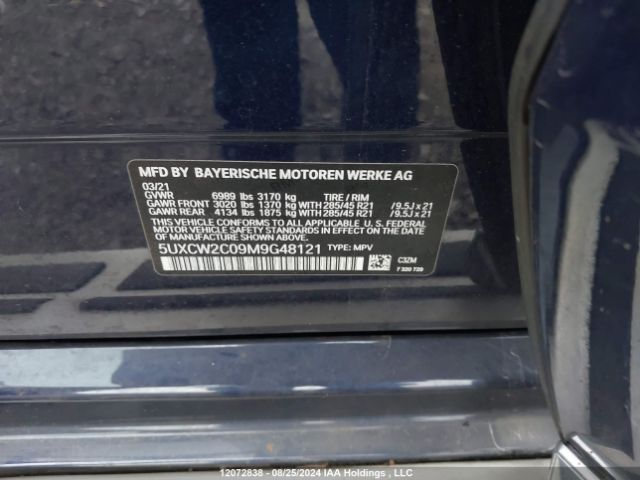 MFD BY BAYERISCHE MOTOREN WERKE AG
03/21
GVWR 6989 lbs 3170 kg TIRE / RIM
GAWR FRONT 3020 lbs 1370 kg WITH 285/45 R21 /9.5J x 21
GAWR REAR 4134 lbs 1875 kg WITH 285/45 R21 /9.5J x 21
THIS VEHICLE CONFORMS TO ALL APPLICABLE U.S. FEDERAL
MOTOR VEHICLE SAFETY STANDARDS IN EFFECT
ON THE DATE OF MANUFACTURE SHOWN ABOVE.
5UXCW2C09M9G48121 TYPE: MPV
C3ZM
7 320 723
12072838 - 08/25/2024 IAA Holdings , LLC